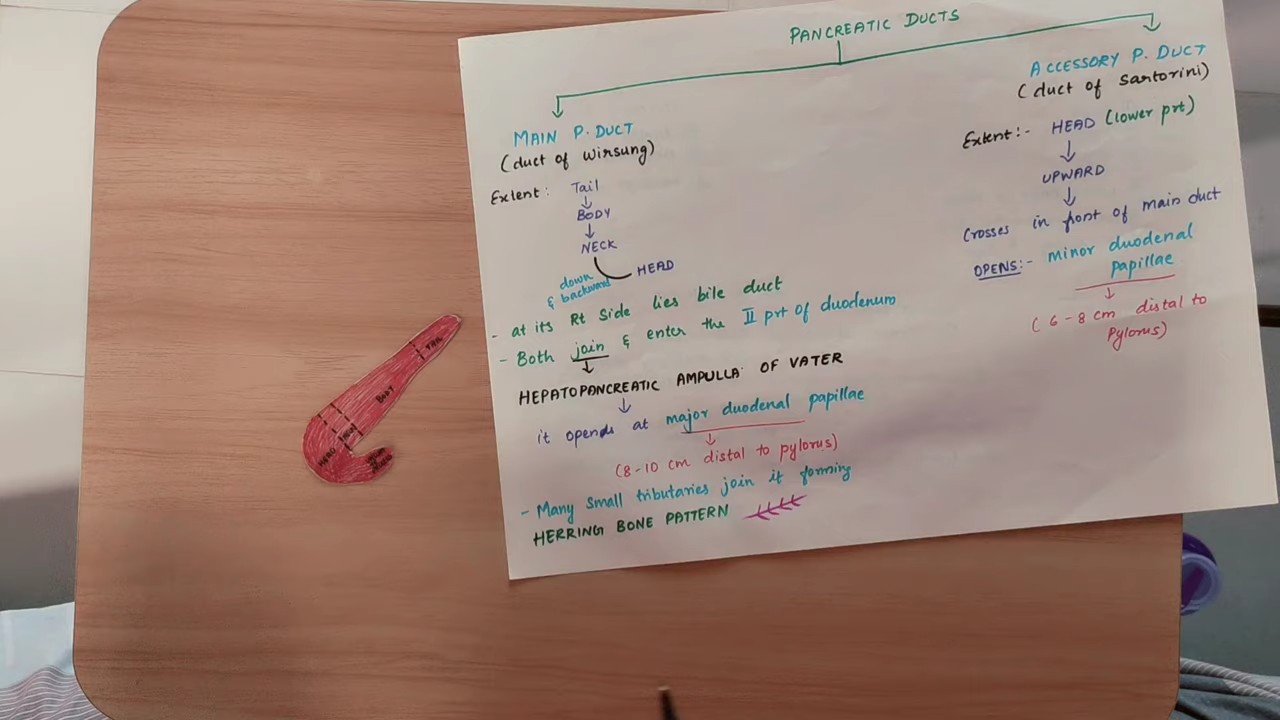 PANCREATIC DUCTS
MAIN P. DUCT
(duct of wirsung)
Extent: Tail
BODY
NECK
HEAD
down
& backward
- at its Rt side lies bile duct
- Both join & enter the II prt of duodenum
HEPATOPANCREATIC AMPULLA OF VATER
it opens at major duodenal papillae
(8-10 cm distal to pylorus)
- Many small tributaries join it forming
HERRING BONE PATTERN
ACCESSORY P. DUCT
(duct of Sartorini)
Extent:- HEAD (lower prt)
UPWARD
Crosses in font of main duct
OPENS:- minor duodenal
papillae
( 6-8 cm distal to
Pylorus)
TAIL
BODY
NECK
HEAD